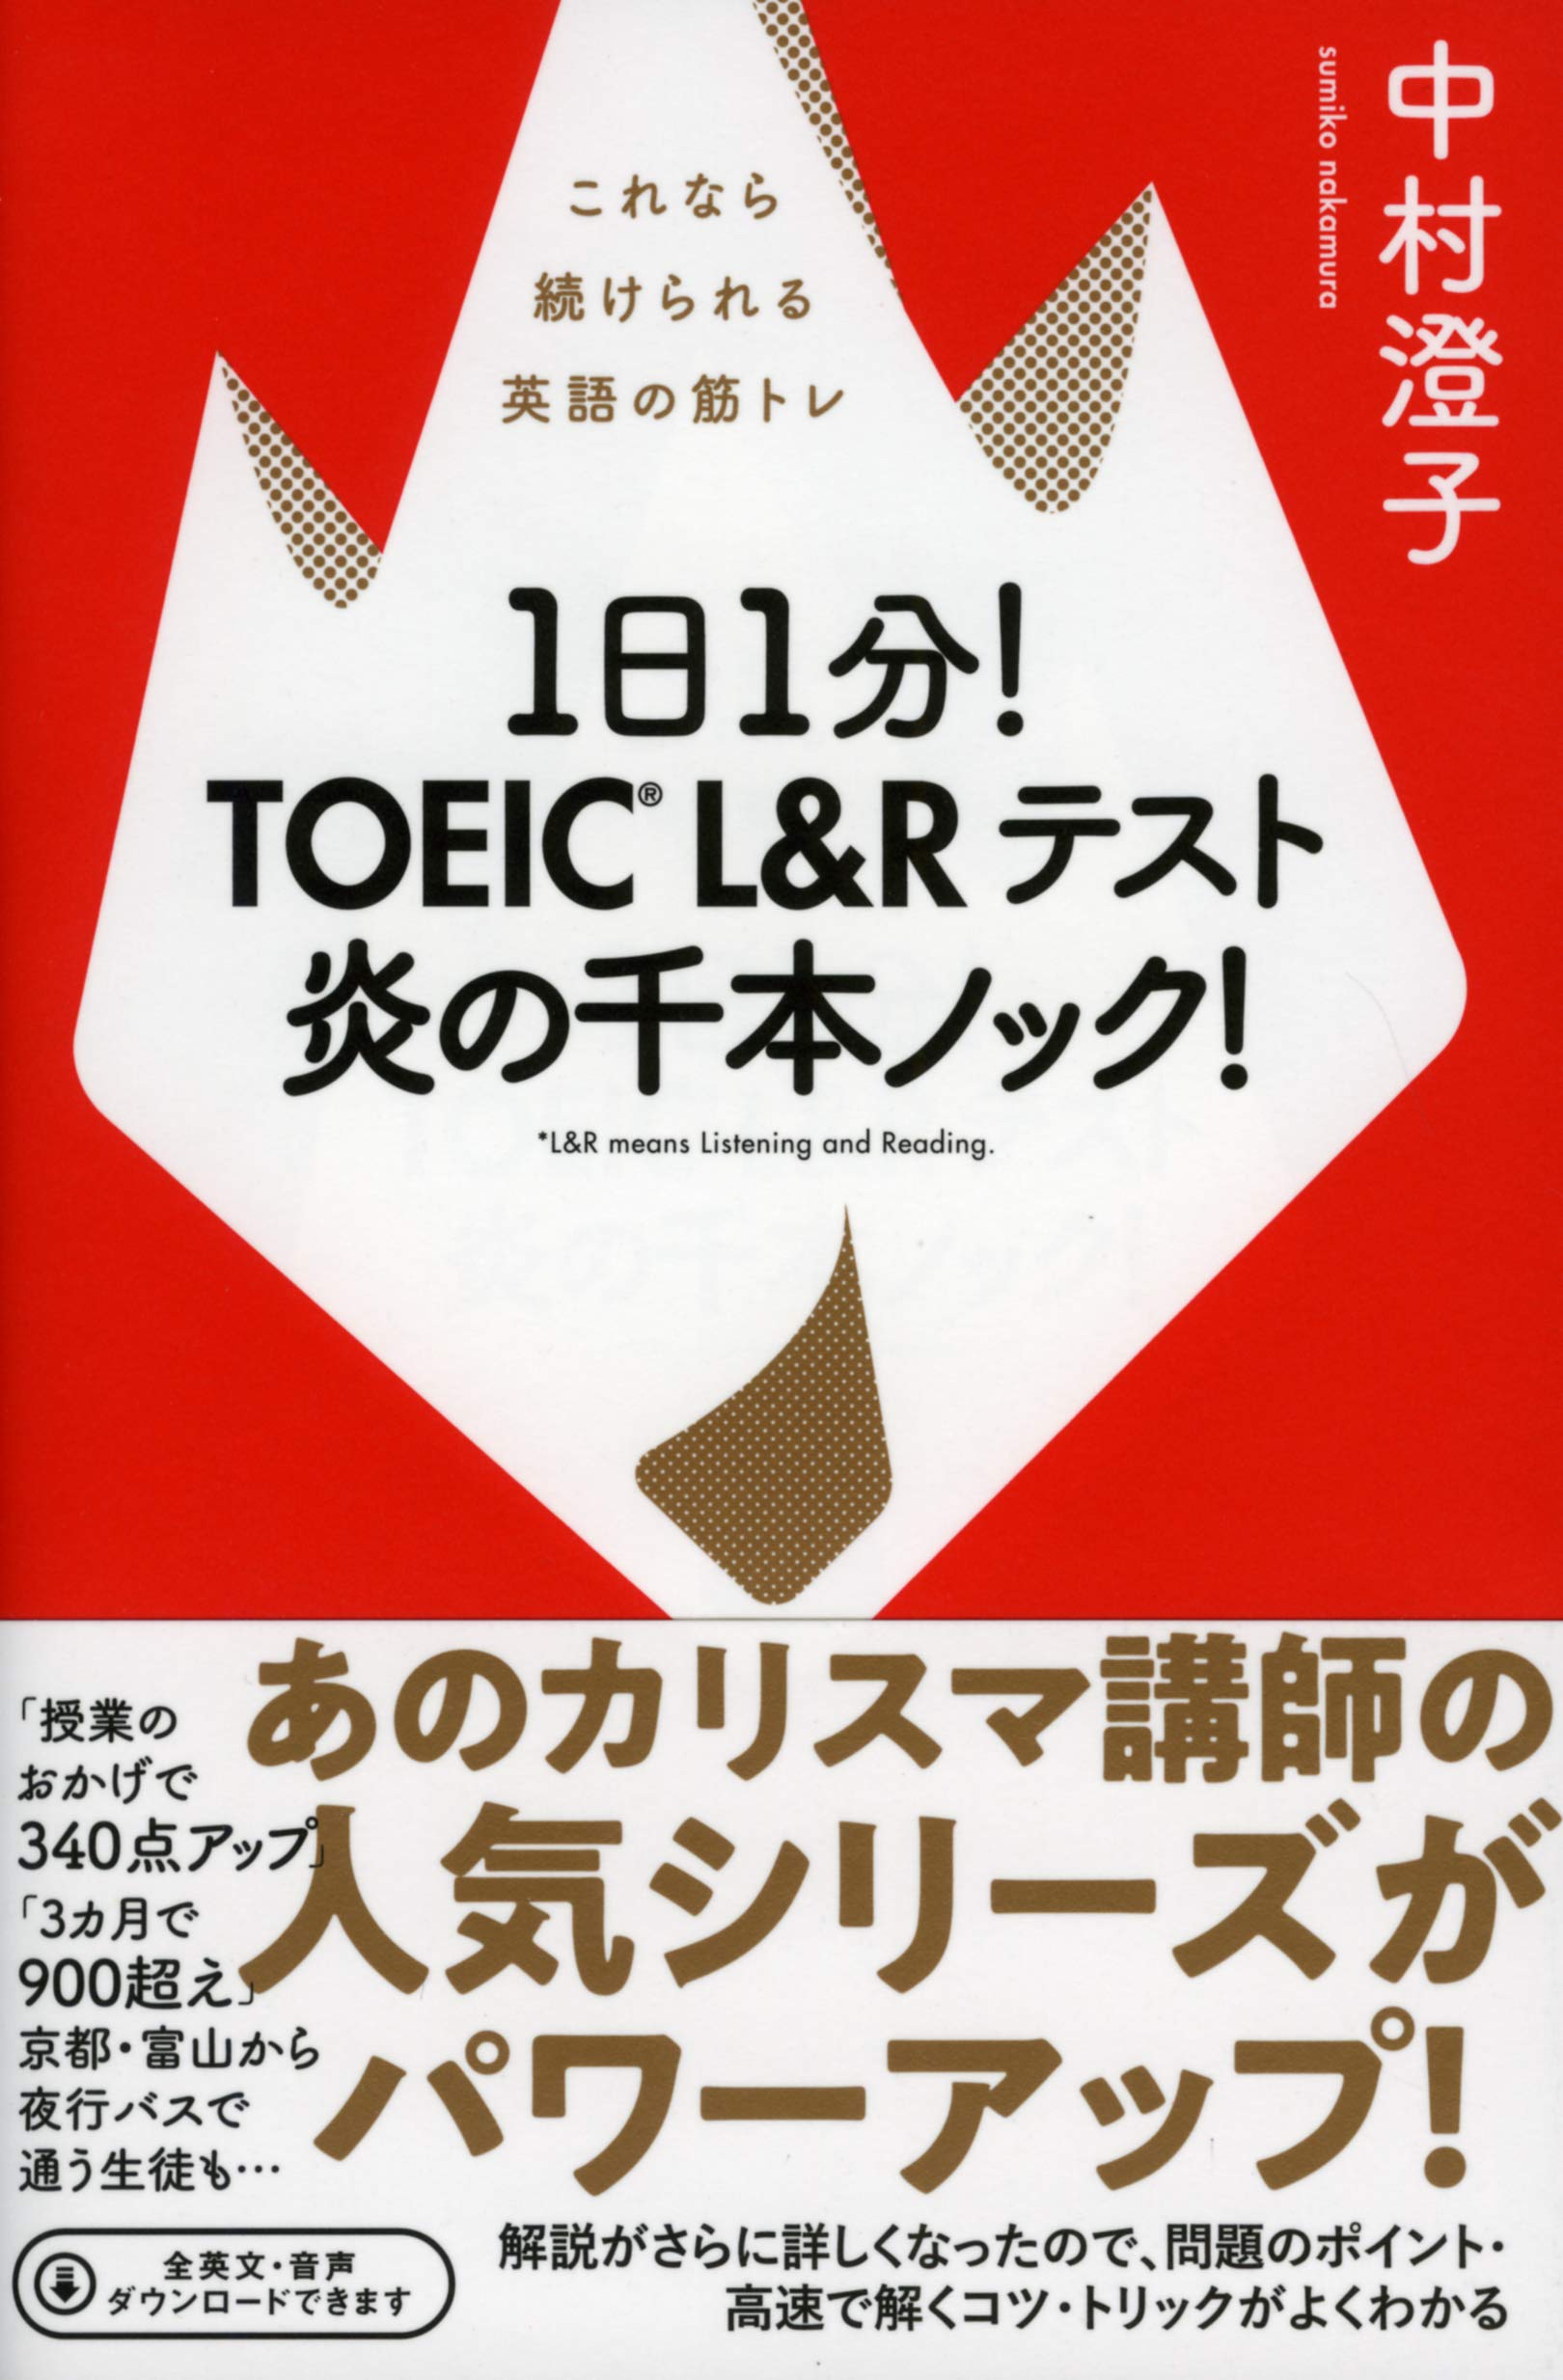 中村澄子
sumiko nakamura
これなら
続けられる
英語の筋トレ
1日1分!
TOEIC® L&R テスト
炎の千本ノック!
*L&R means Listening and Reading.
あのカリスマ講師の
人気シリーズが
パワーアップ!
「授業の
おかげで
340点アップ」
「3カ月で
900超え」
京都・富山から
夜行バスで
通う生徒も…
全英文・音声
ダウンロードできます
解説がさらに詳しくなったので、問題のポイント・
高速で解くコツ・トリックがよくわかる